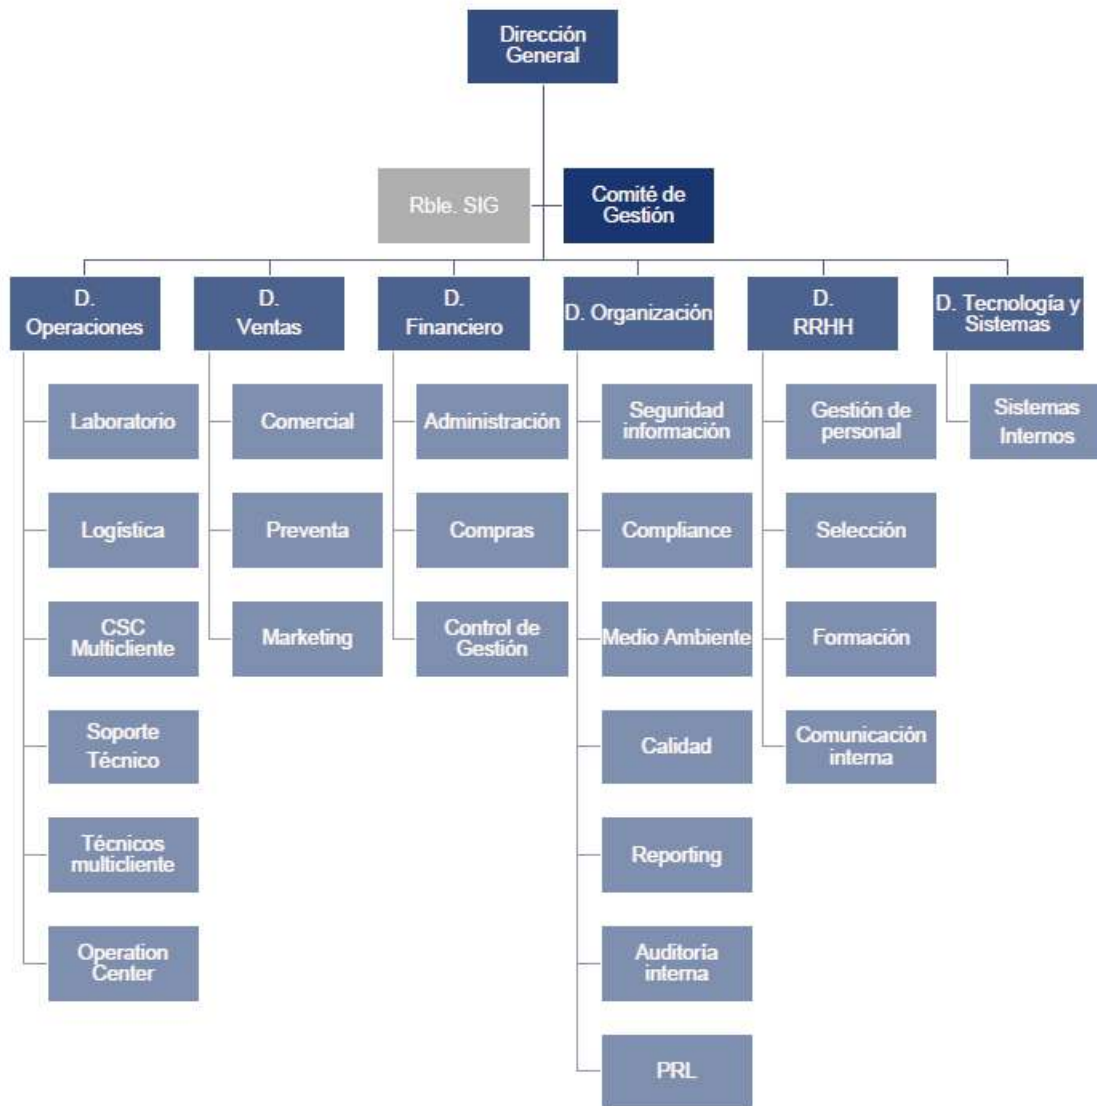 Dirección
General
Rble. SIG
Comité de
Gestión
D.
Operaciones
D.
Ventas
D.
Financiero
D. Organización
D.
RRHH
D. Tecnología y
Sistemas
Laboratorio
Comercial
Administración
Seguridad
información
Gestión de
personal
Sistemas
Internos
Logística
Preventa
Compras
Compliance
Selección
CSC
Multicliente
Marketing
Control de
Gestión
Medio Ambiente
Formación
Soporte
Técnico
Calidad
Comunicación
interna
Técnicos
multicliente
Reporting
Operation
Center
Auditoría
interna
PRL